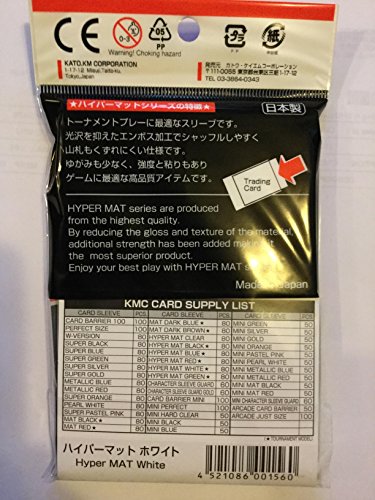 CE
0-3
05
PP
WARNING! Choking hazard
KATO.KM CORPORATION
1-17-12 Mitsuji,Taito-ku,
Tokyo,Japan
PP
紙
発売元 カトウ・ケイエムコーポレーション
〒111-0055 東京都台東区三筋1-17-12
TEL 03-3864-0343
★ハイパーマットシリーズの特徴★
日本製
トーナメントプレーに最適なスリーブです。
光沢を抑えたエンボス加工でシャッフルしやすく
山札もくずれにくい仕様です。
ゆがみも少なく、強度と粘りもあり
ゲームに最適な高品質アイテムです。
Trading
Card
HYPER MAT series are produced
from the highest quality.
By reducing the gloss and texture of the material,
additional strength has been added making it
the most superior product.
Enjoy your best play with HYPER MAT
Made in Japan
KMC CARD SUPPLY LIST
CARD SLEEVE PCS CARD SLEEVE PCS CARD SLEEVE PCS
CARD BARRIER 100 100 MAT DARK BLUE★ 80 MINI GREEN 50
PERFECT SIZE 100 MAT DARK BROWN★ 80 MINI SILVER 50
W-VERSION 80 HYPER MAT CLEAR 80 MINI GOLD 50
SUPER BLACK 80 HYPER MAT BLACK★ 80 MINI ORANGE 50
SUPER BLUE 80 HYPER MAT BLUE★ 80 MINI PASTEL PINK 50
SUPER GREEN 80 HYPER MAT RED★ 80 MINI PEARL WHITE 50
SUPER SILVER 80 HYPER MAT WHITE★ 80 MINI METALLIC BLUE 50
SUPER GOLD 80 HYPER MAT GREEN★ 80 MINI METALLIC RED 50
METALLIC BLUE 80 CHARACTER SLEEVE GUARD 60 MINI MAT BLACK 50
METALLIC RED 80 CHARACTER SLEEVE GUARD GOLD 60 MINI MAT RED 50
SUPER ORANGE 80 CARD BARRIER MINI 100 MINI CHARACTER SLEEVE GUARD 60
PEARL WHITE 80 MINI PERFECT 100 ARCADE CARD BARRIER 50
SUPER PASTEL PINK 80 MINI HARD CLEAR 50 ARCADE JUST SIZE 100
MAT BLACK★ 80 MINI BLACK 50
MAT RED★ 80 MINI BLUE 50
(★TOURNAMENT MODEL)
ハイパーマット ホワイト
Hyper MAT White
4 521086 001560